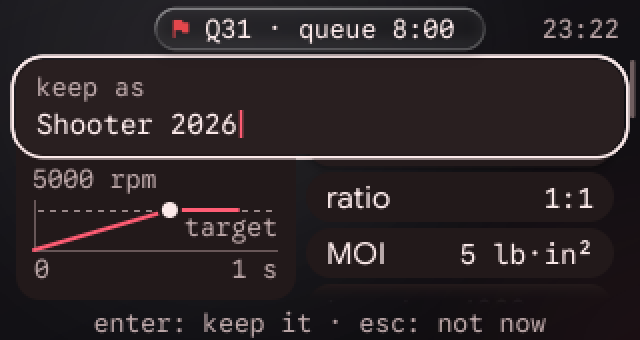 Q31 · queue 8:00
23:22
keep as
Shooter 2026
5000 rpm
target
0 1 s
ratio 1:1
MOI 5 lb·in²
enter: keep it · esc: not now